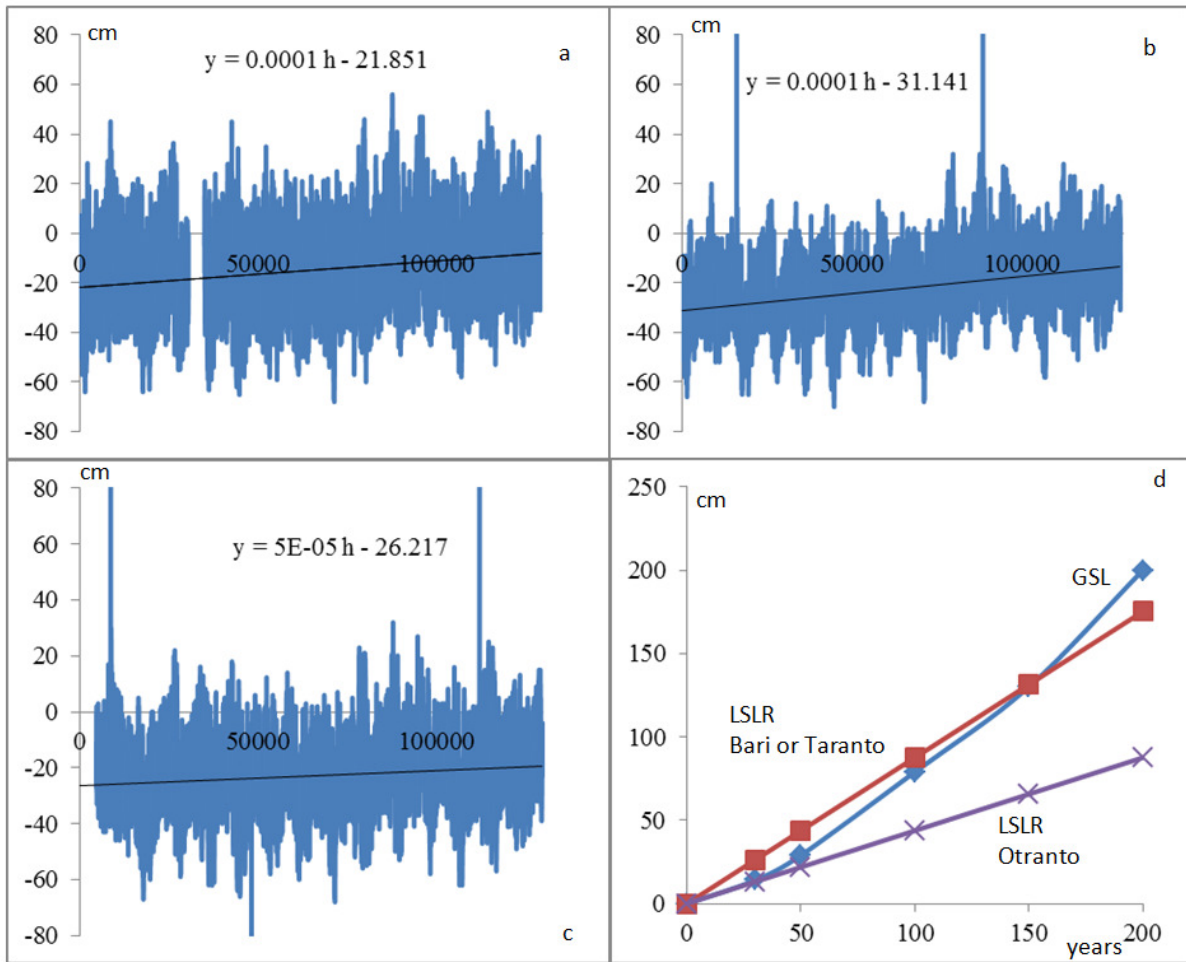 cm
a
y = 0.0001 h - 21.851
80
60
40
20
0
-20
-40
-60
-80
0
50000
100000
b
y = 0.0001 h - 31.141
80
60
40
20
0
-20
-40
-60
-80
0
50000
100000
cm
c
y = 5E-05 h - 26.217
80
60
40
20
0
-20
-40
-60
-80
0
50000
100000
d
cm
250
200
150
100
50
0
GSL
LSLR
Bari or Taranto
LSLR
Otranto
0
50
100
150
200
years